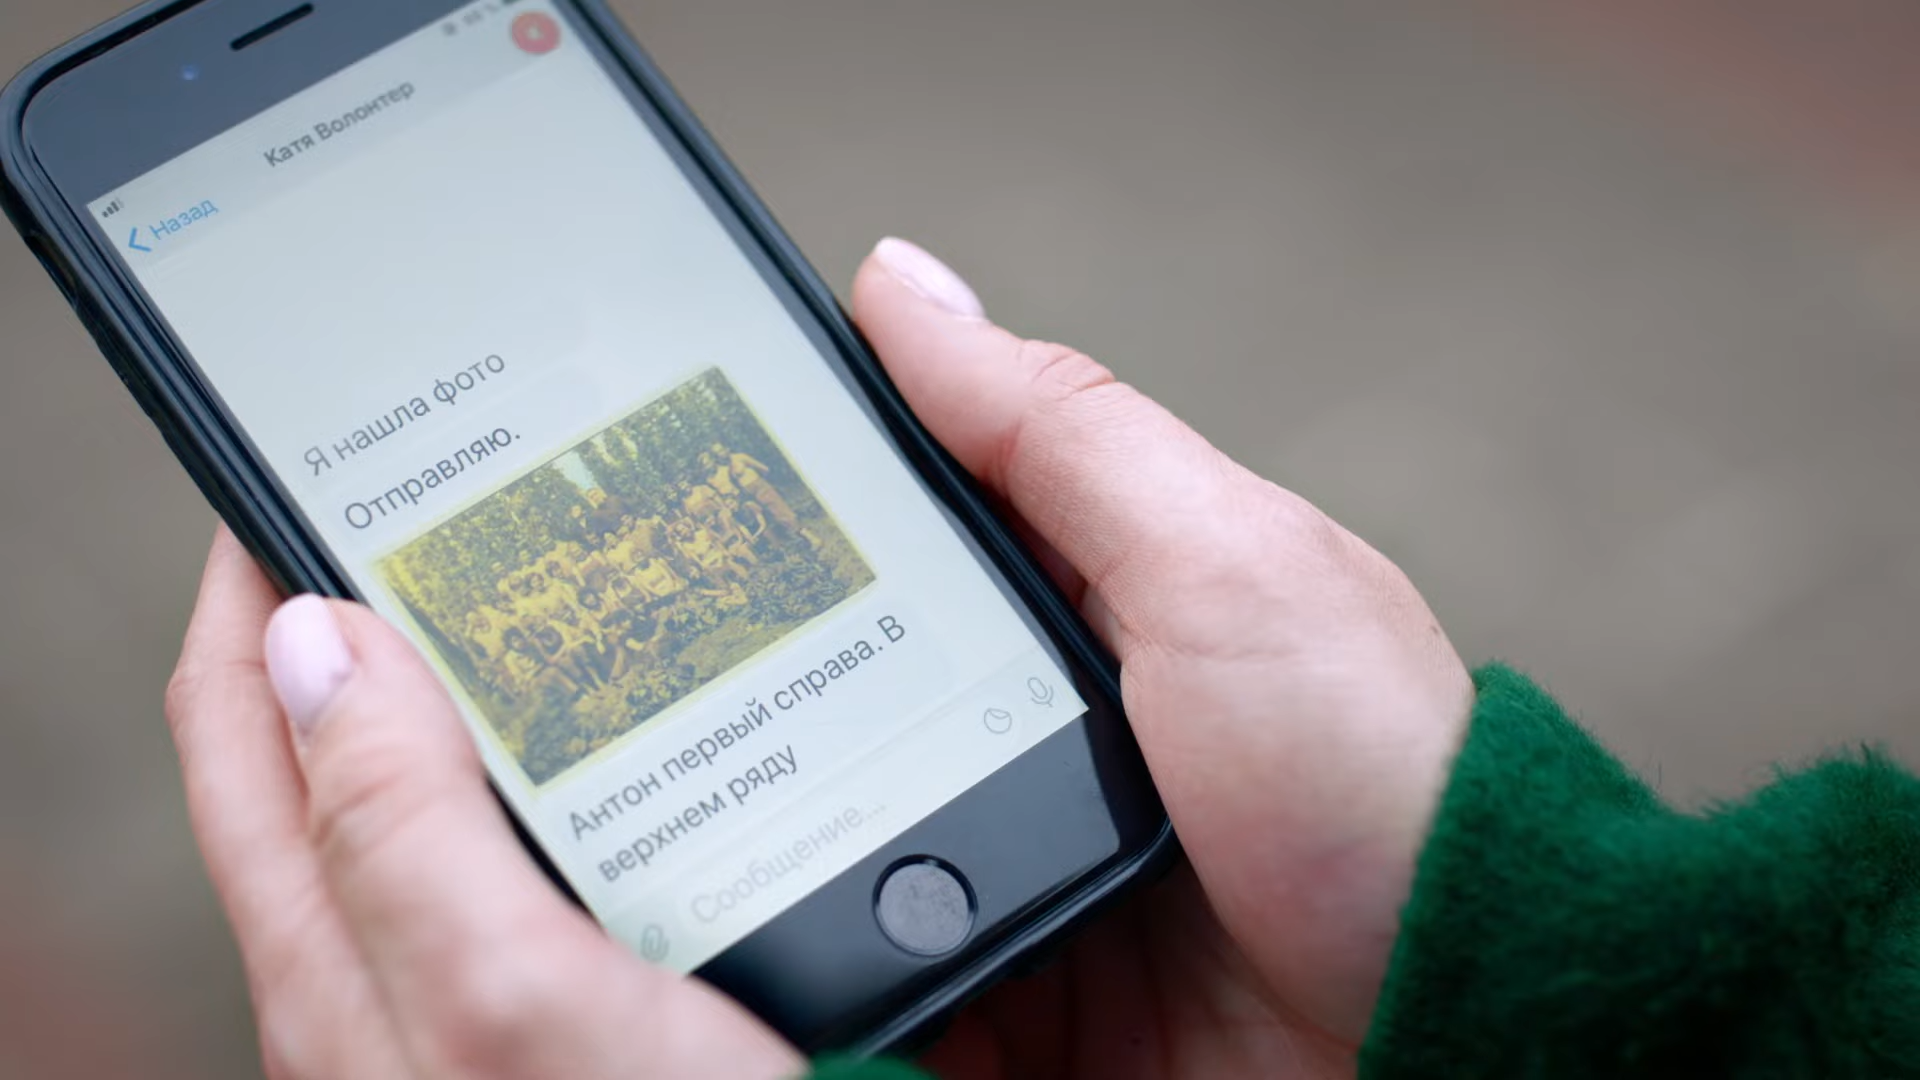 Катя Волонтер
Назад
Я нашла фото
Отправляю.
Антон первый справа. В
верхнем ряду
Сообщение...